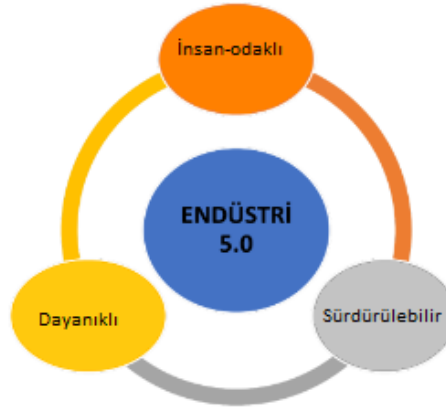 İnsan-odaklı
ENDÜSTRİ
5.0
Dayanıklı
Sürdürülebilir